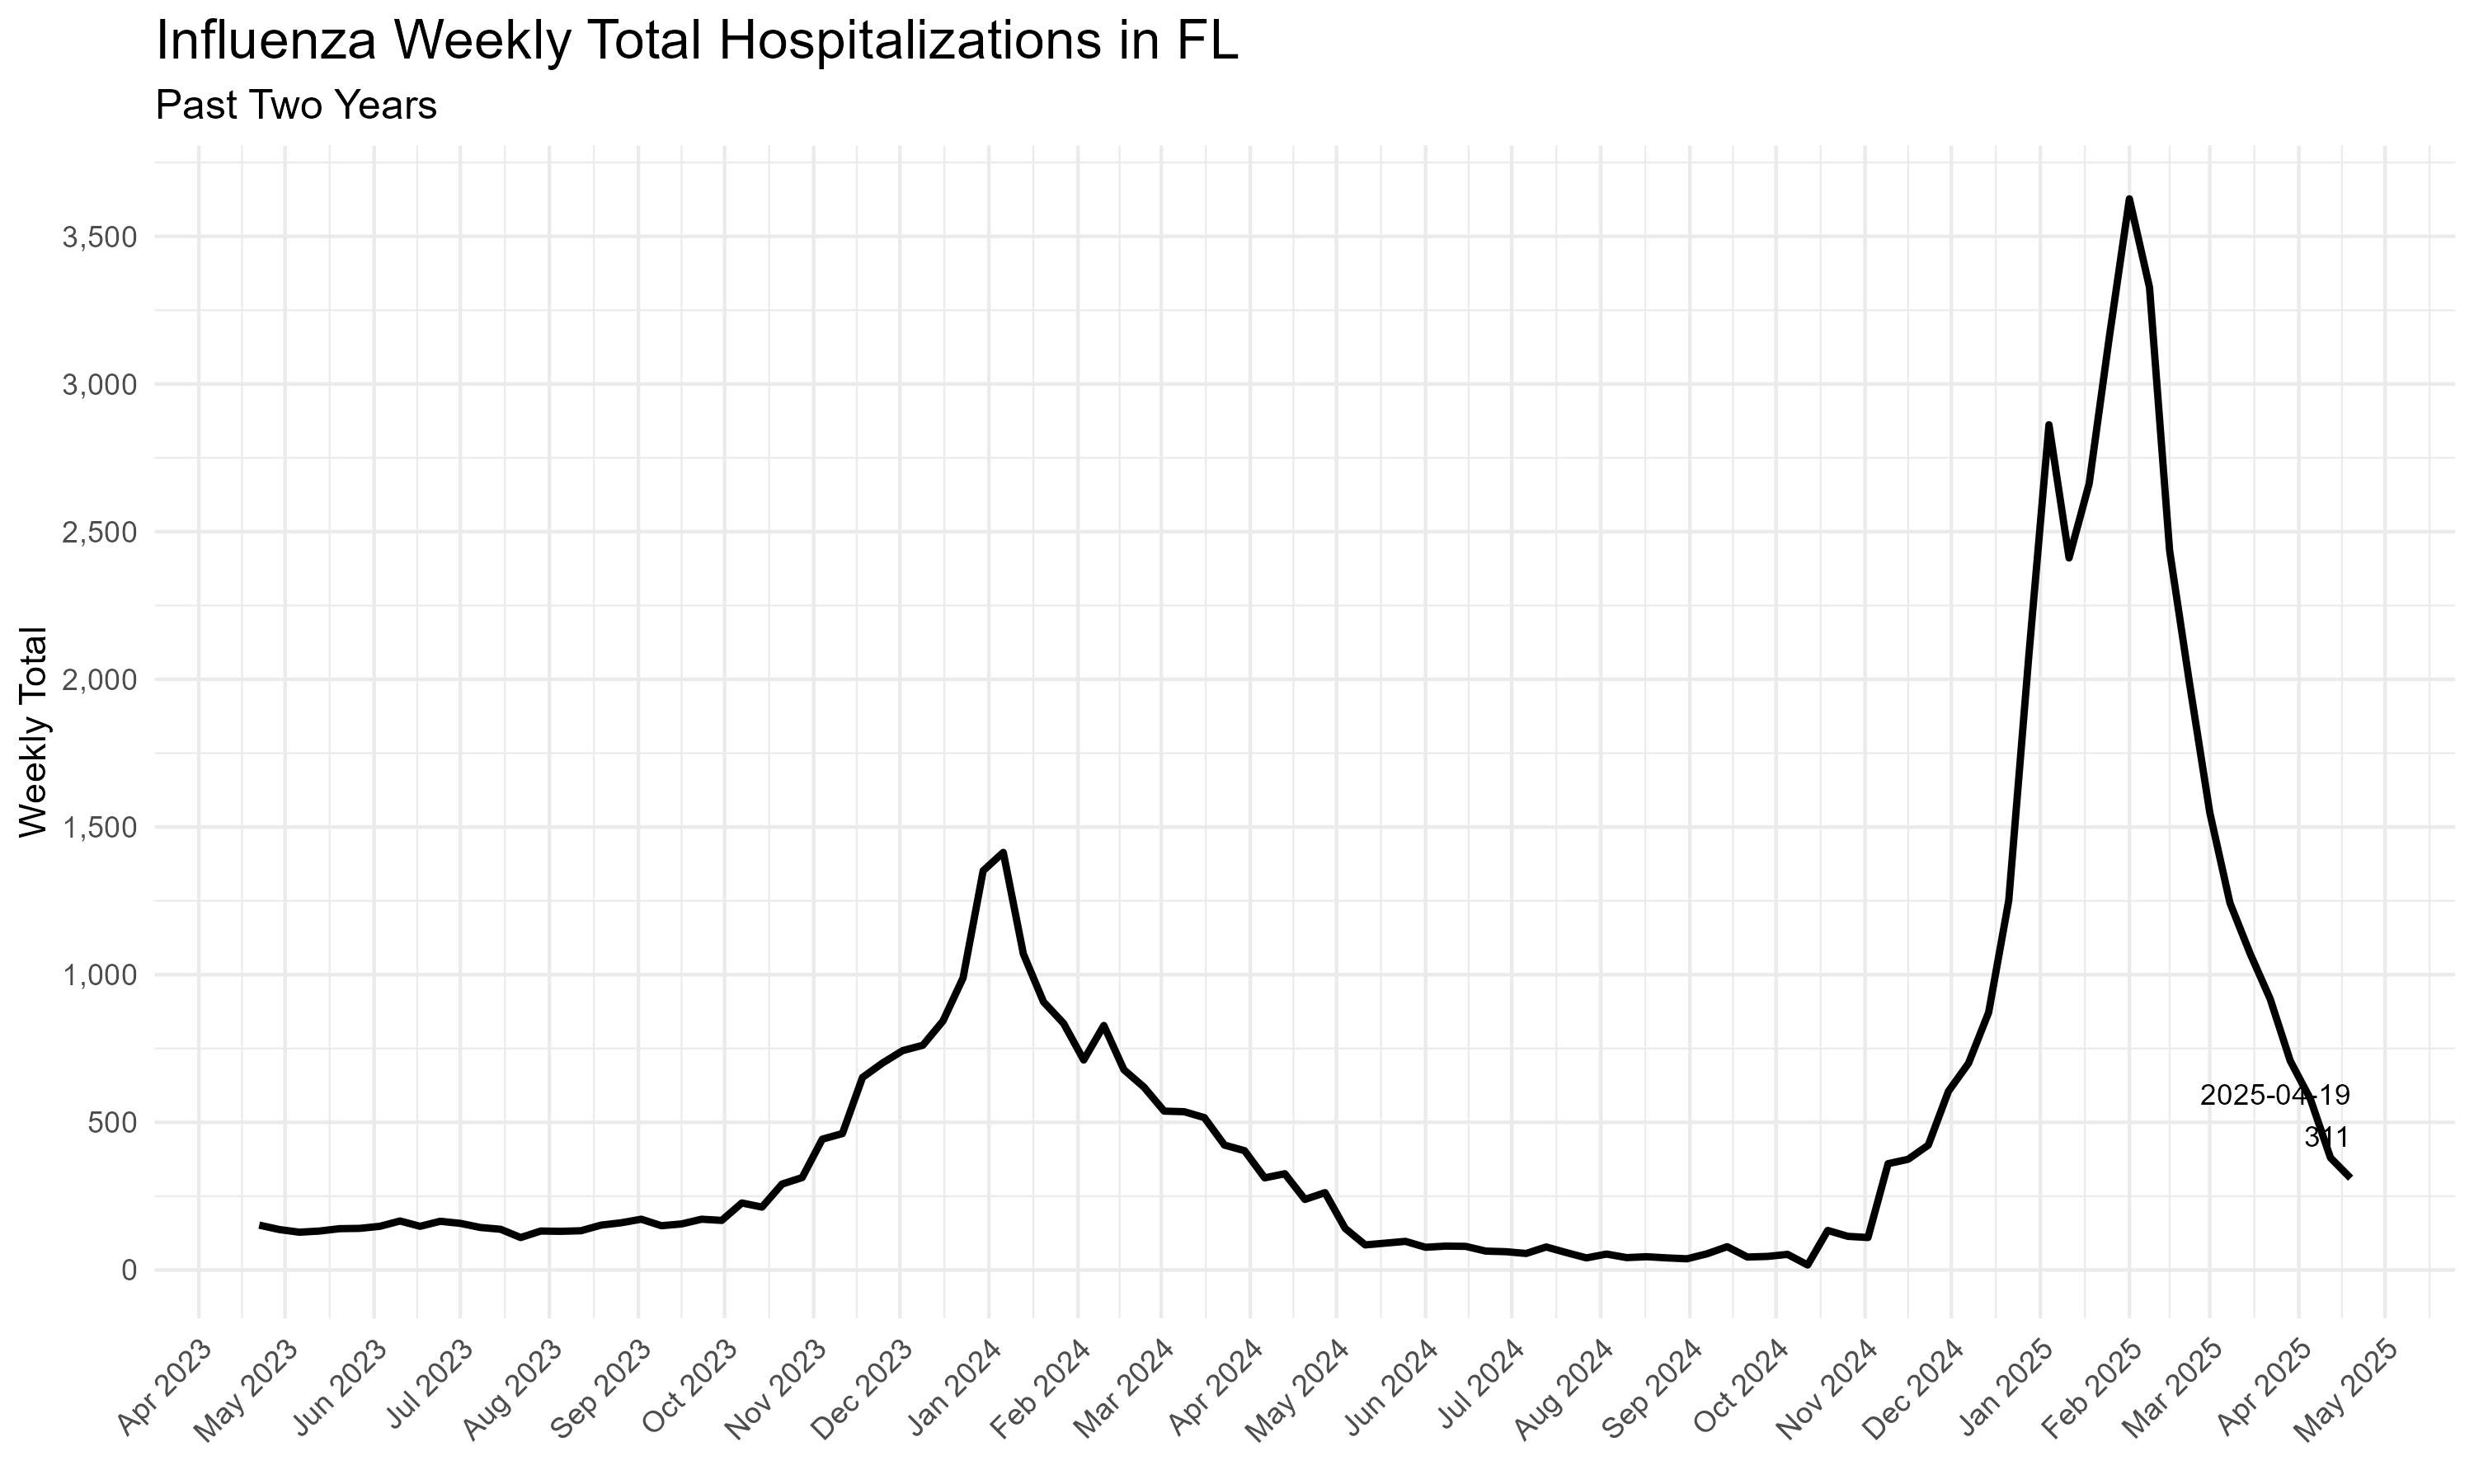 Influenza Weekly Total Hospitalizations in FL
Past Two Years
Weekly Total
3,500
3,000
2,500
2,000
1,500
1,000
500
0
2025-04-19
311
Apr 2023
May 2023
Jun 2023
Jul 2023
Aug 2023
Sep 2023
Oct 2023
Nov 2023
Dec 2023
Jan 2024
Feb 2024
Mar 2024
Apr 2024
May 2024
Jun 2024
Jul 2024
Aug 2024
Sep 2024
Oct 2024
Nov 2024
Dec 2024
Jan 2025
Feb 2025
Mar 2025
Apr 2025
May 2025